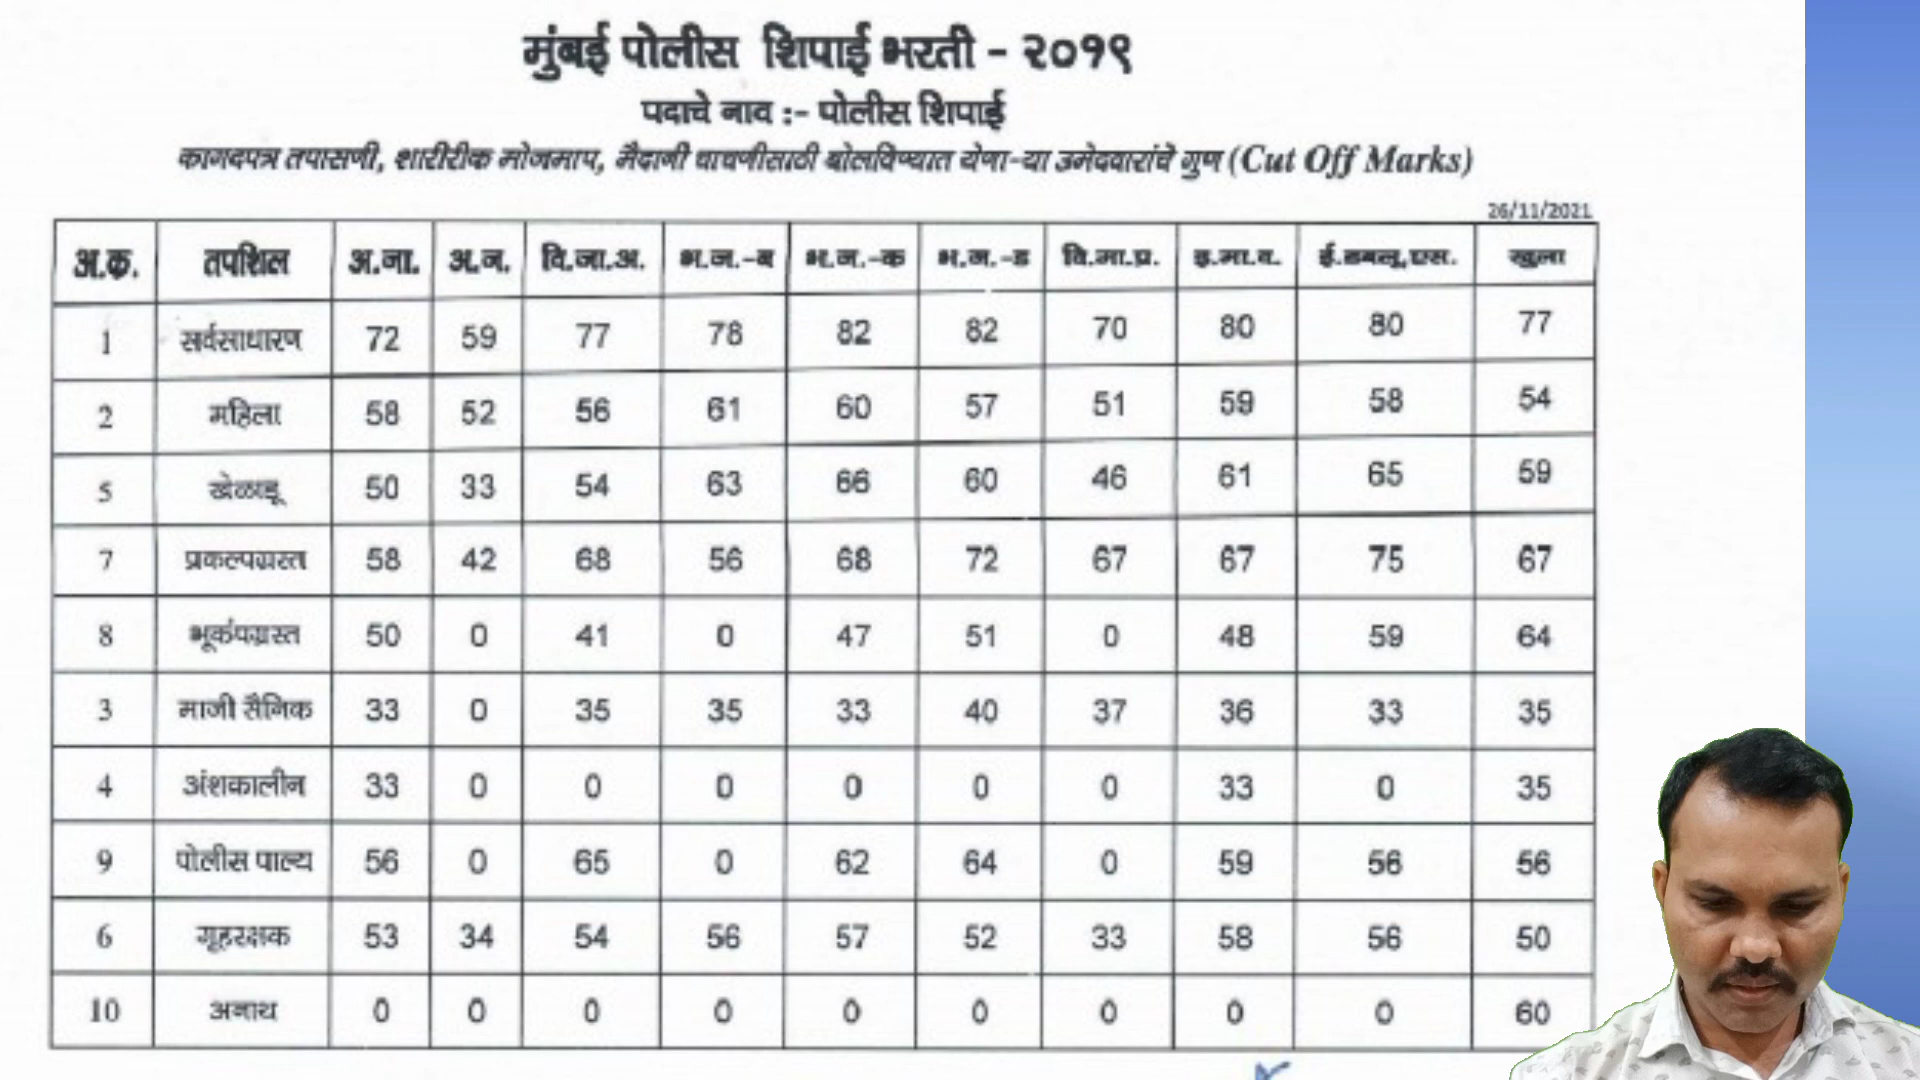 मुंबई पोलीस शिपाई भरती - २०१९
पदाचे नाव :- पोलीस शिपाई
कागदपत्र तपासणी, शारीरीक मोजमाप, मैदानी चाचणीसाठी बोलविण्यात येणा-या उमेदवारांचे गुण (Cut Off Marks)
26/11/2021
अ.क्र. तपशिल अ.जा. अ.ज. वि.जा.अ. भ.ज.-ब भ.ज.-क भ.ज.-ड वि.मा.प्र. इ.मा.व. ई.डबलू.एस. खुला
1 सर्वसाधारण 72 59 77 78 82 82 70 80 80 77
2 महिला 58 52 56 61 60 57 51 59 58 54
5 खेळाडू 50 33 54 63 66 60 46 61 65 59
7 प्रकल्पग्रस्त 58 42 68 56 68 72 67 67 75 67
8 भूकंपग्रस्त 50 0 41 0 47 51 0 48 59 64
3 माजी सैनिक 33 0 35 35 33 40 37 36 33 35
4 अंशकालीन 33 0 0 0 0 0 0 33 0 35
9 पोलीस पाल्य 56 0 65 0 62 64 0 59 56 56
6 गृहरक्षक 53 34 54 56 57 52 33 58 56 50
10 अनाथ 0 0 0 0 0 0 0 0 0 60